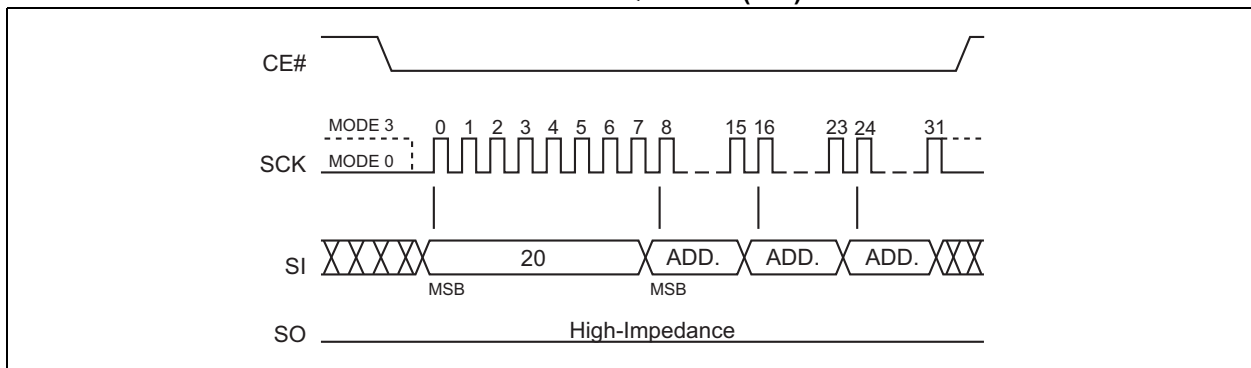 CE#
MODE 3
0 1 2 3 4 5 6 7 8 15 16 23 24 31
SCK
MODE 0
SI
20
ADD.
ADD.
ADD.
MSB
MSB
SO
High-Impedance